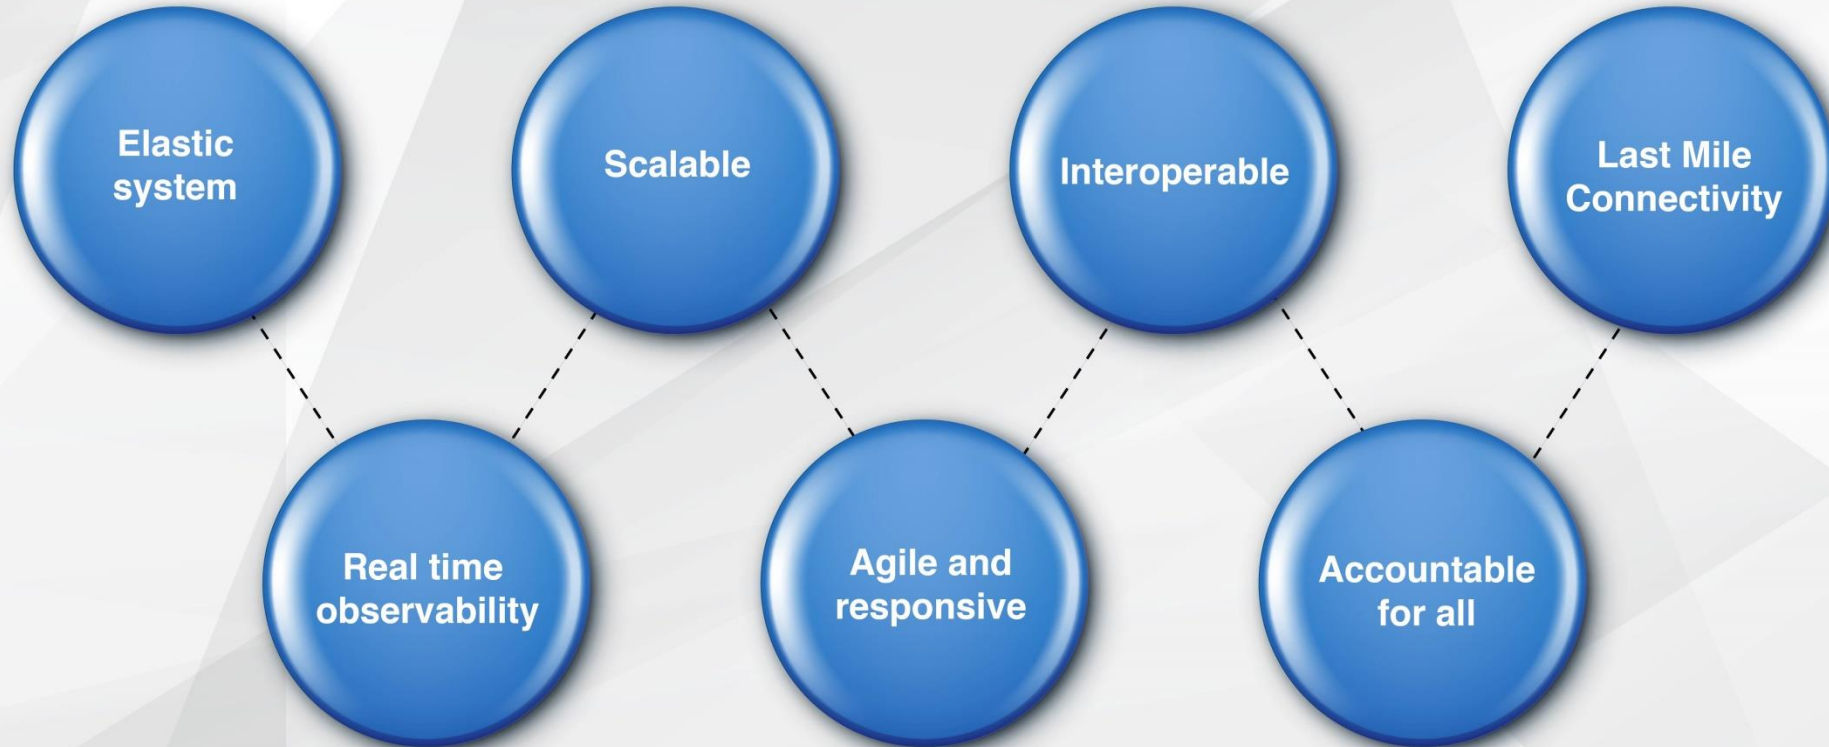 Elastic
system
Scalable
Interoperable
Last Mile
Connectivity
Real time
observability
Agile and
responsive
Accountable
for all